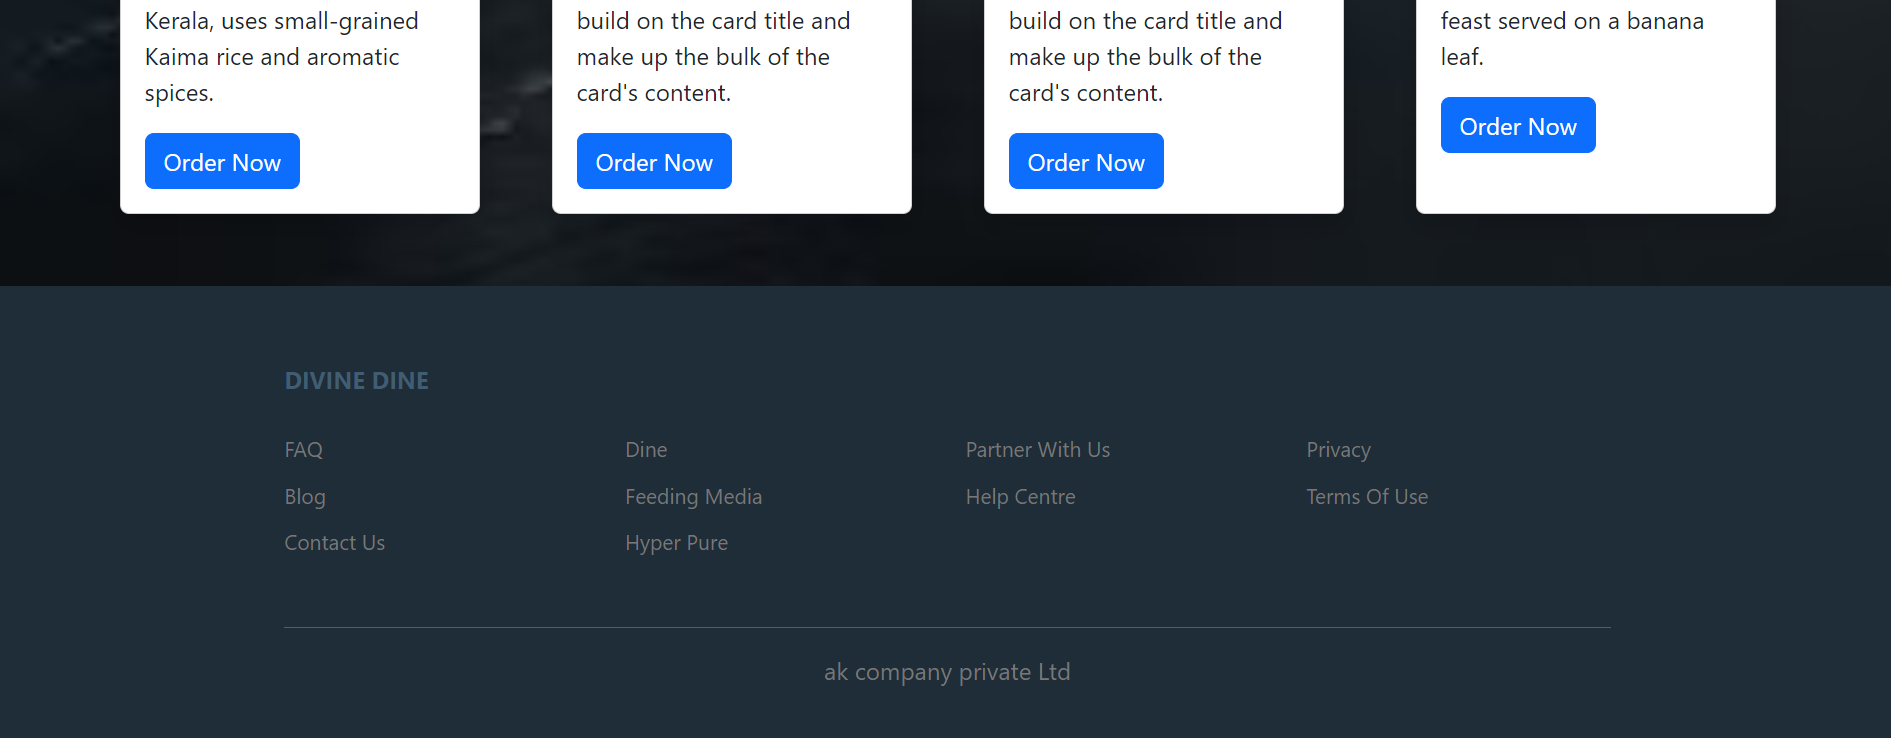 Kerala, uses small-grained
Kaima rice and aromatic
spices.
Order Now
build on the card title and
make up the bulk of the
card's content.
Order Now
build on the card title and
make up the bulk of the
card's content.
Order Now
feast served on a banana
leaf.
Order Now
DIVINE DINE
FAQ
Blog
Contact Us
Dine
Feeding Media
Hyper Pure
Partner With Us
Help Centre
Privacy
Terms Of Use
ak company private Ltd